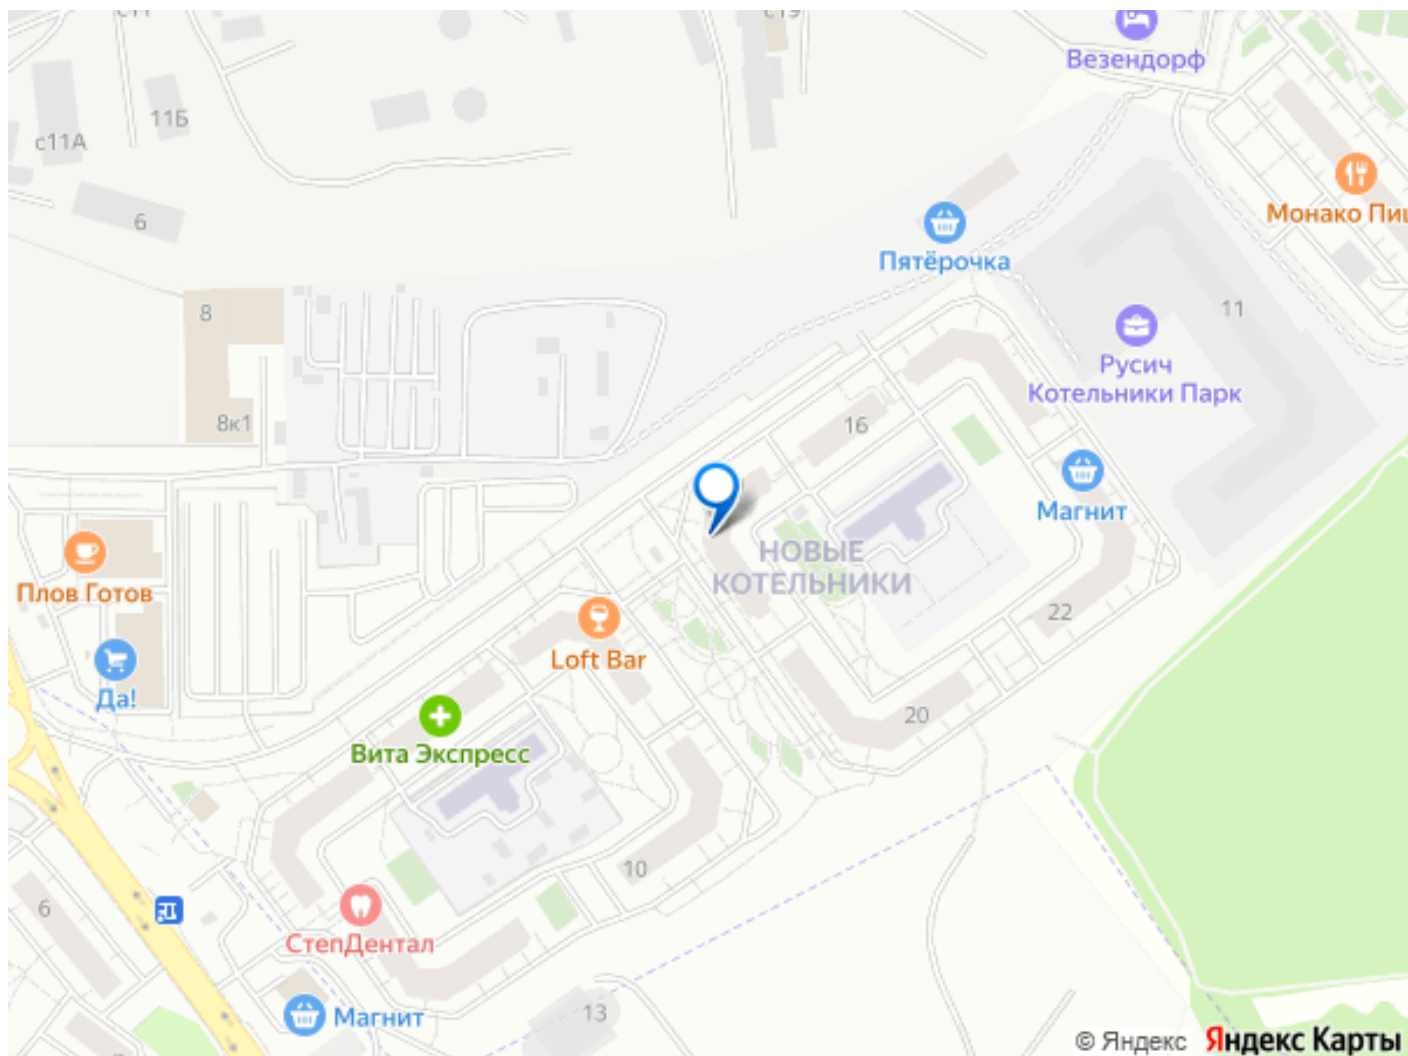 Везендорф
11Б
с11А
Монако Пиц
6
Пятёрочка
8
11
Русич
Котельники Парк
8к1
16
Магнит
НОВЫЕ
КОТЕЛЬНИКИ
Плов Готов
22
Loft Bar
Да!
20
Вита Экспресс
10
6
СтепДентал
13
Магнит
© Яндекс Яндекс Карты